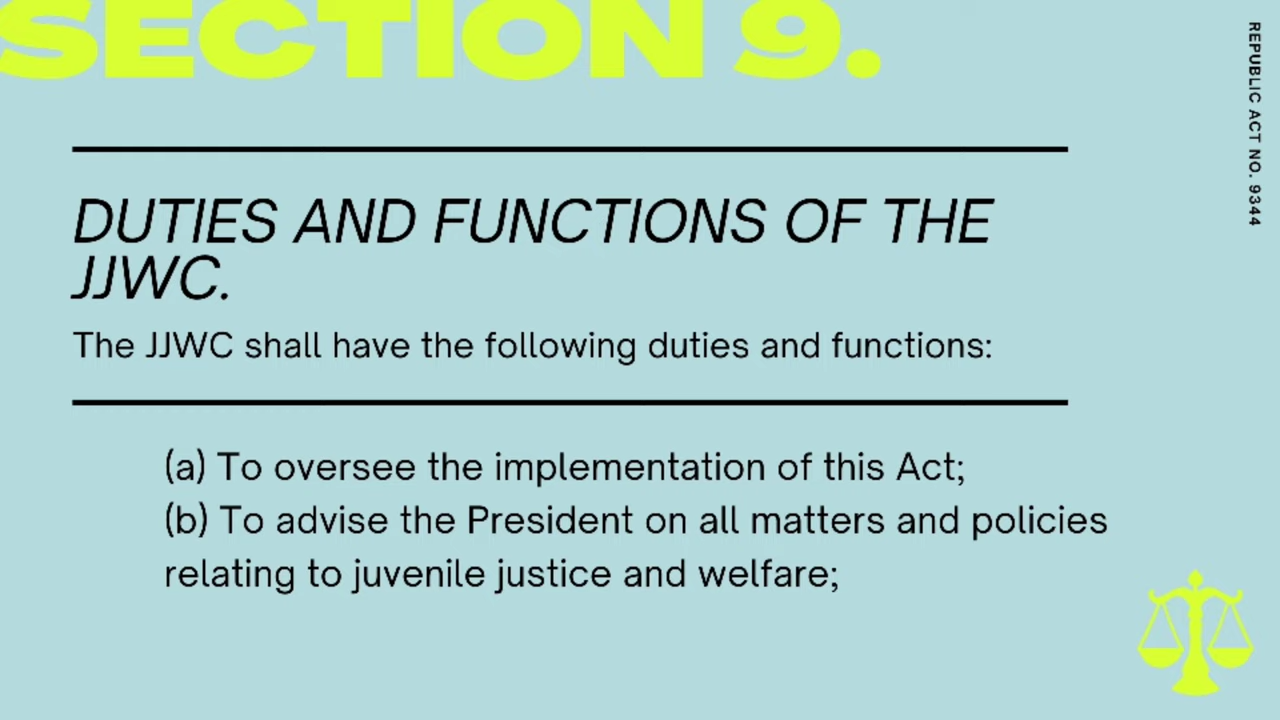 SECTION 9.
REPUBLIC ACT NO. 9344
DUTIES AND FUNCTIONS OF THE
JJWC.
The JJWC shall have the following duties and functions:
(a) To oversee the implementation of this Act;
(b) To advise the President on all matters and policies
relating to juvenile justice and welfare;